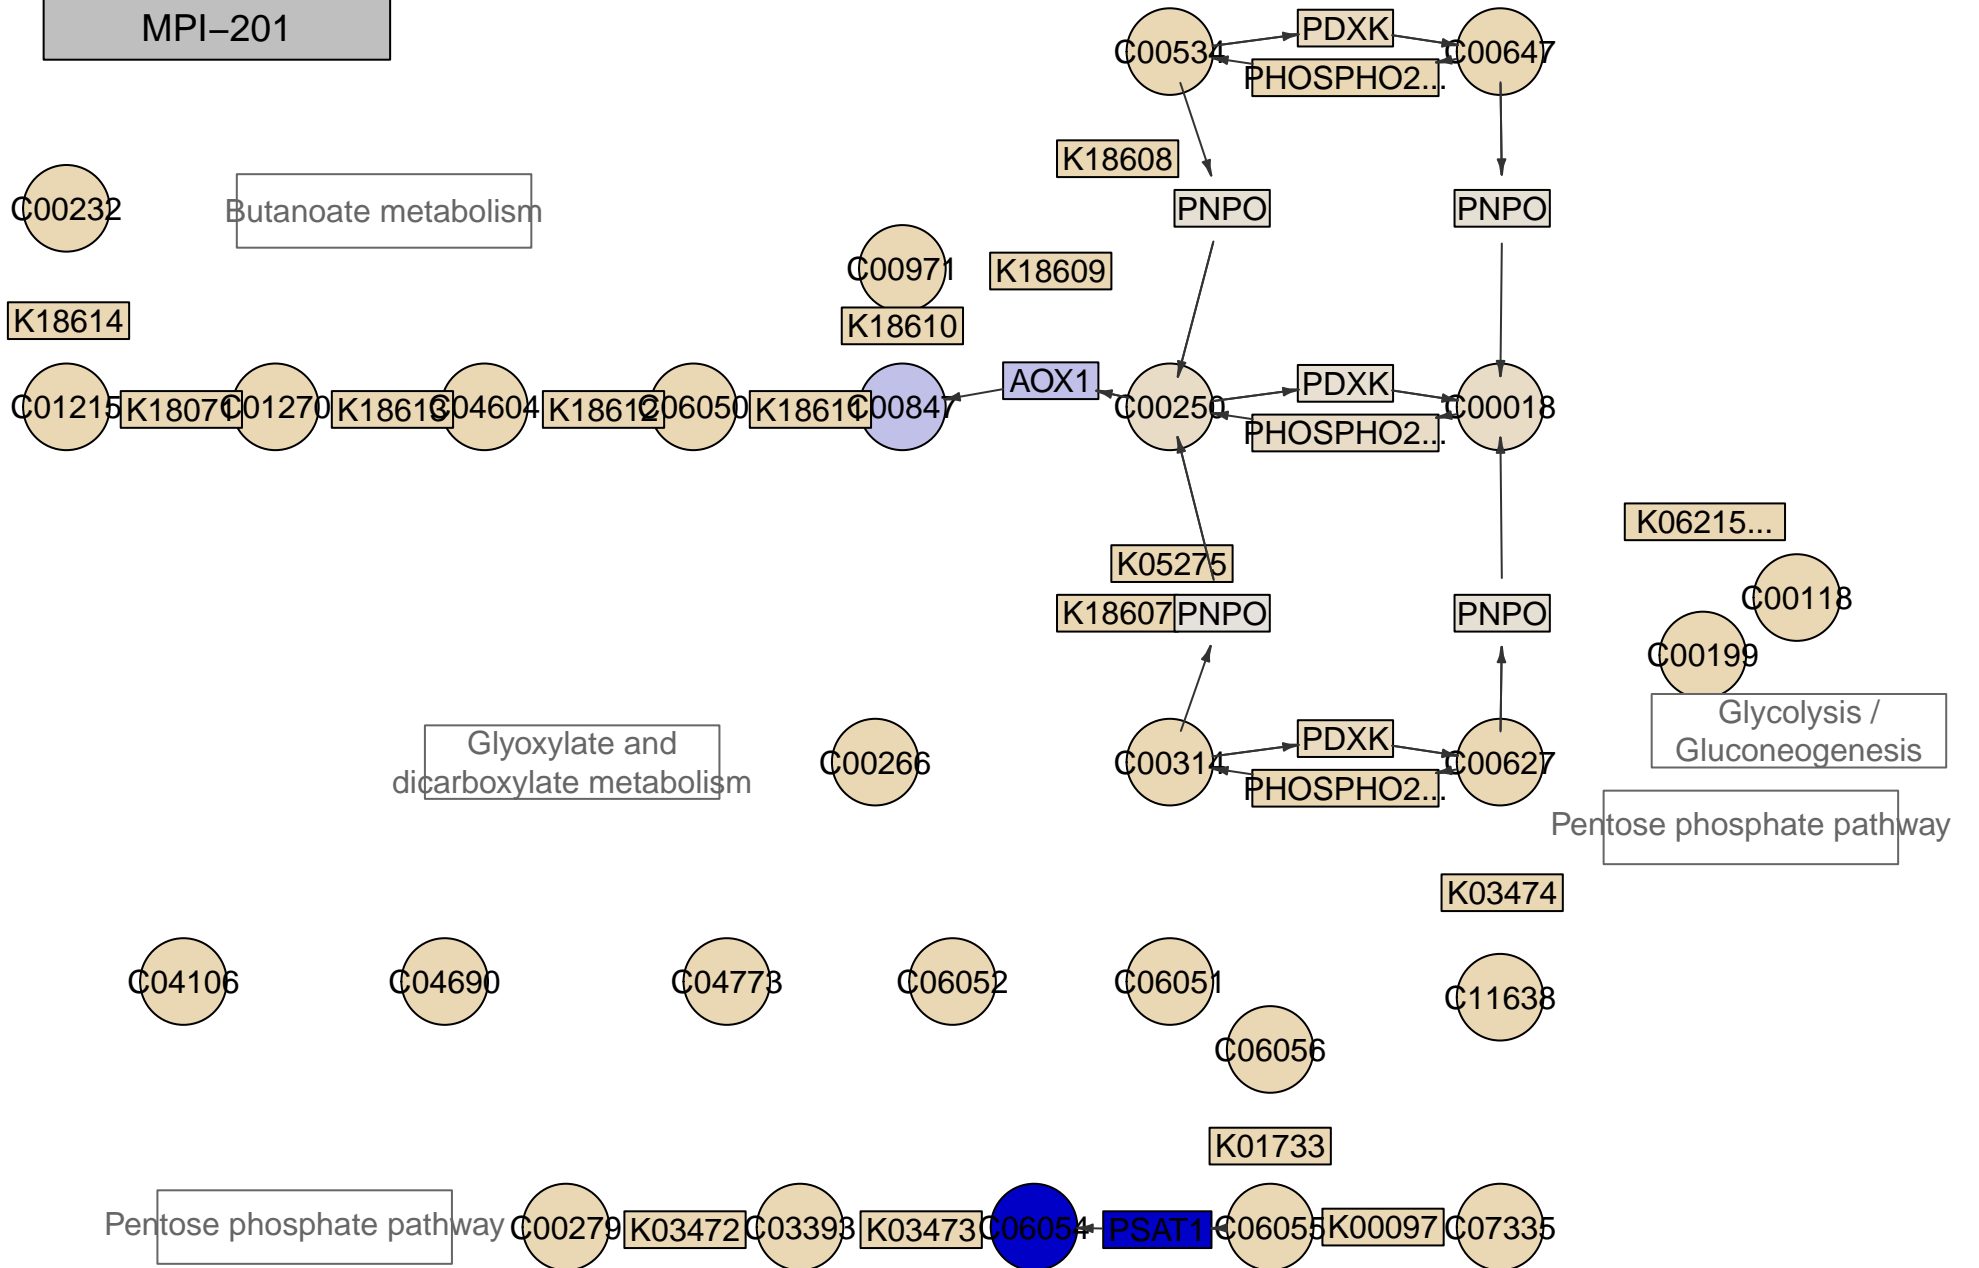 MPI−201
C00534
PDXK
C00647
PHOSPHO2...
K18608
C00232
Butanoate metabolism
PNPO
PNPO
C00971
K18609
K18614
K18610
AOX1
PDXK
C01215
K18071
C01270
K18613
C04604
K18612
C06050
K18611
C00847
C00250
C00018
PHOSPHO2...
K06215...
K05275
C00118
K18607
PNPO
PNPO
C00199
Glycolysis /
Gluconeogenesis
Glyoxylate and
dicarboxylate metabolism
C00266
C00314
PDXK
C00627
PHOSPHO2...
Pentose phosphate pathway
K03474
C04106
C04690
C04773
C06052
C06051
C11638
C06056
K01733
Pentose phosphate pathway
C00279
K03472
C03393
K03473
C06054
PSAT1
C06055
K00097
C07335